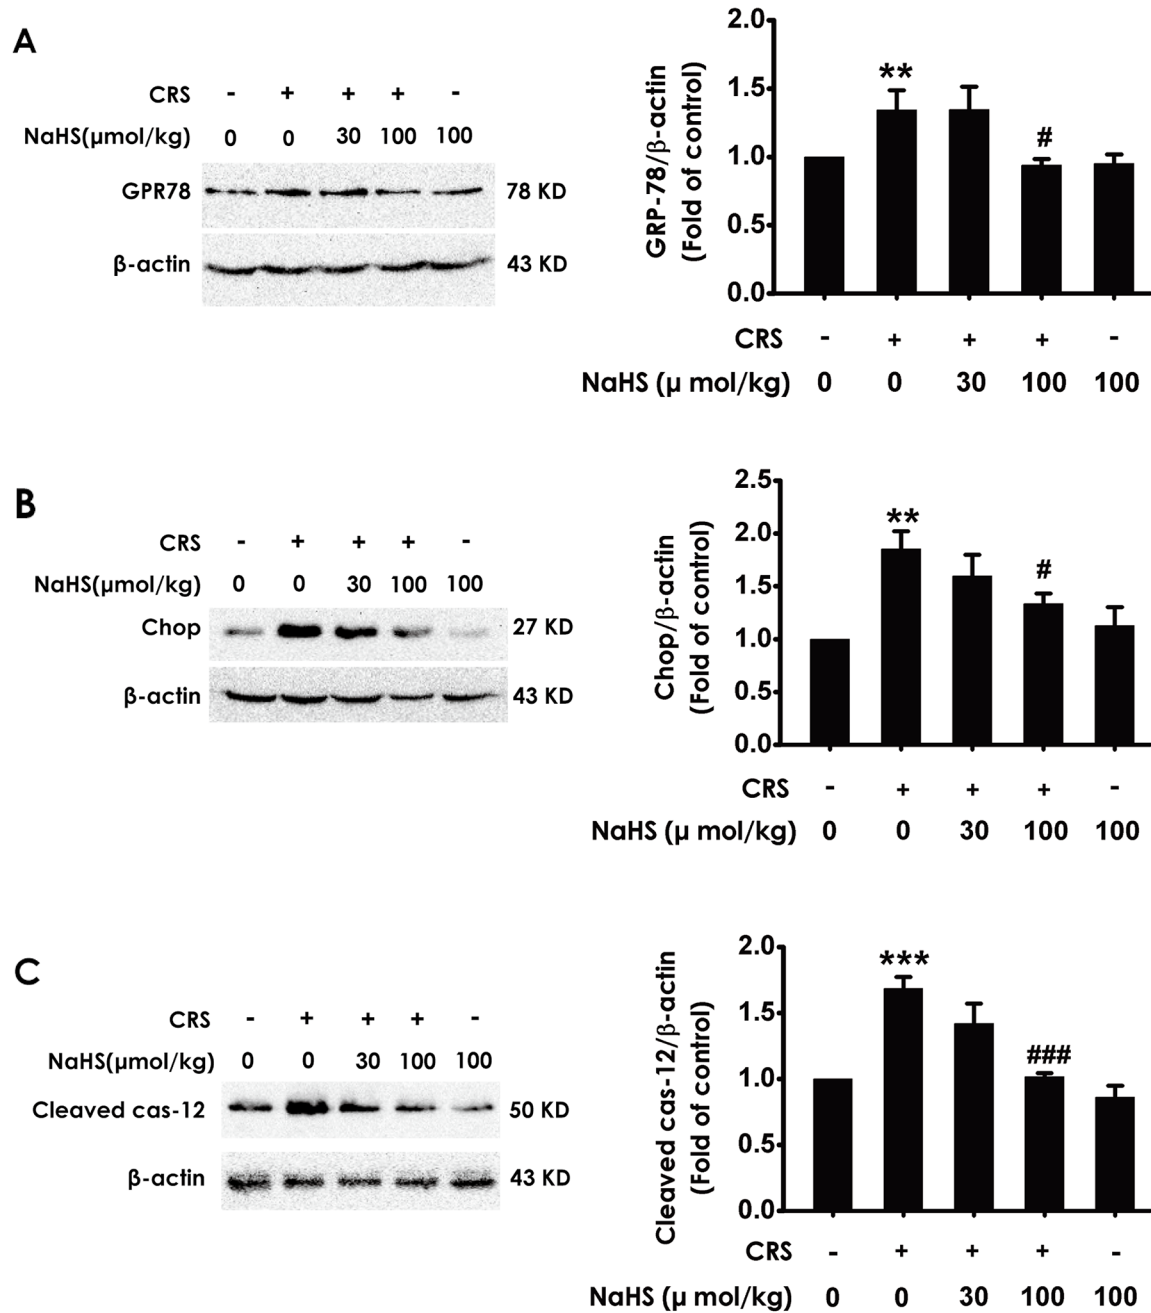 A
CRS - + + + -
NaHS(μmol/kg) 0 0 30 100 100
GPR78 78 KD
β-actin 43 KD
2.0
1.5
1.0
0.5
0.0
GRP-78/β-actin
(Fold of control)
**
#
CRS - + + + -
NaHS (μ mol/kg) 0 0 30 100 100
B
CRS - + + + -
NaHS(μmol/kg) 0 0 30 100 100
Chop 27 KD
β-actin 43 KD
2.5
2.0
1.5
1.0
0.5
0.0
Chop/β-actin
(Fold of control)
**
#
CRS - + + + -
NaHS (μ mol/kg) 0 0 30 100 100
C
CRS - + + + -
NaHS(μmol/kg) 0 0 30 100 100
Cleaved cas-12 50 KD
β-actin 43 KD
2.0
1.5
1.0
0.5
0.0
Cleaved cas-12/β-actin
(Fold of control)
***
###
CRS - + + + -
NaHS (μ mol/kg) 0 0 30 100 100